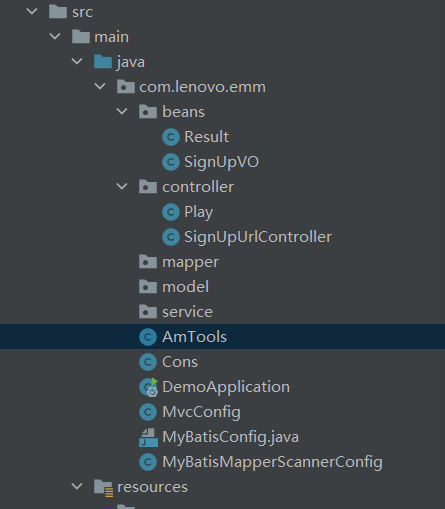 src
main
java
com.lenovo.emm
beans
Result
SignUpVO
controller
Play
SignUpUrlController
mapper
model
service
AmTools
Cons
DemoApplication
MvcConfig
MyBatisConfig.java
MyBatisMapperScannerConfig
resources